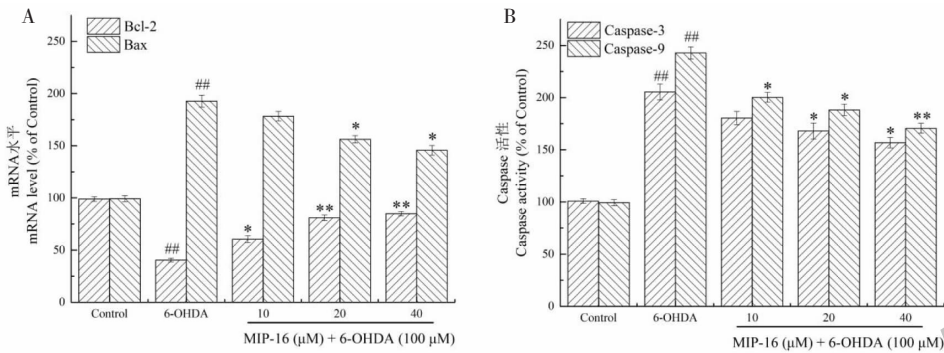 A
Bcl-2
Bax
mRNA水平
mRNA level (% of Control)
250
200
150
100
50
0
##
##
*
*
**
*
**
*
Control
6-OHDA
10
20
40
MIP-16 (μM) + 6-OHDA (100 μM)
B
Caspase-3
Caspase-9
Caspase 活性
Caspase activity (% of Control)
250
200
150
100
50
0
##
##
*
*
*
*
**
Control
6-OHDA
10
20
40
MIP-16 (μM) + 6-OHDA (100 μM)